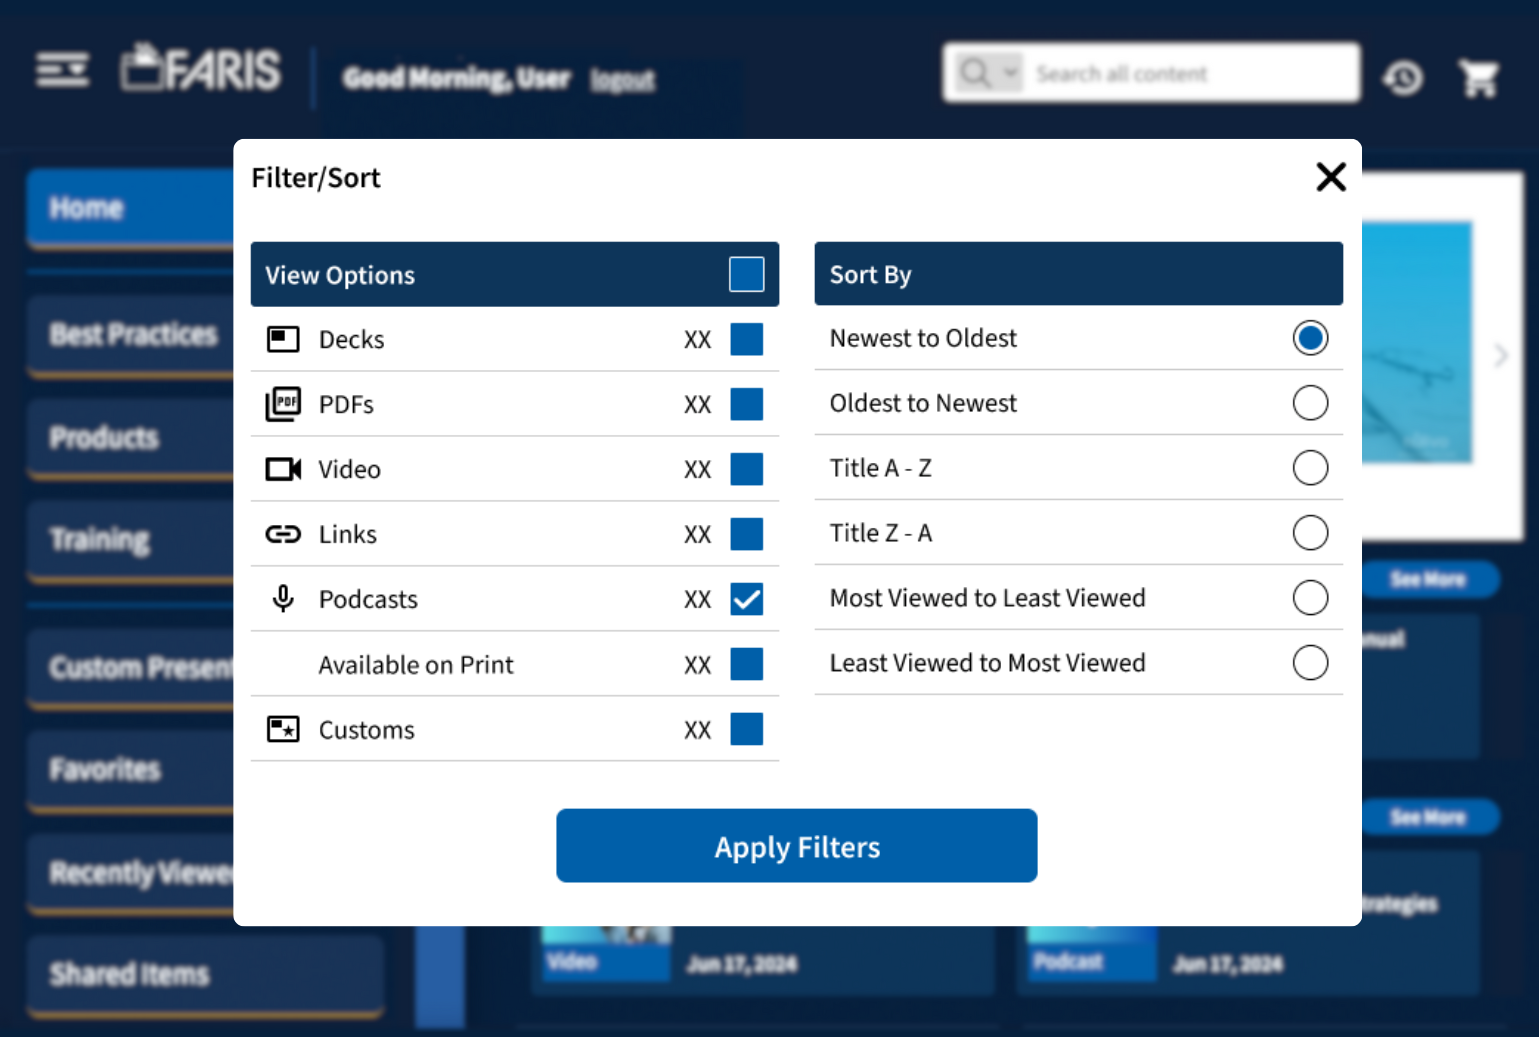 FARIS
Good Morning, User logout
Search all content
Home
Best Practices
Products
Training
Custom Present
Favorites
Recently Viewe
Shared Items
Filter/Sort
View Options
Decks XX
PDF
PDFs XX
Video XX
Links XX
Podcasts XX
Available on Print XX
Customs XX
Sort By
Newest to Oldest
Oldest to Newest
Title A - Z
Title Z - A
Most Viewed to Least Viewed
Least Viewed to Most Viewed
Apply Filters
See More
nual
See More
trategies
Video
Jun 17, 2024
Podcast
Jun 17, 2024